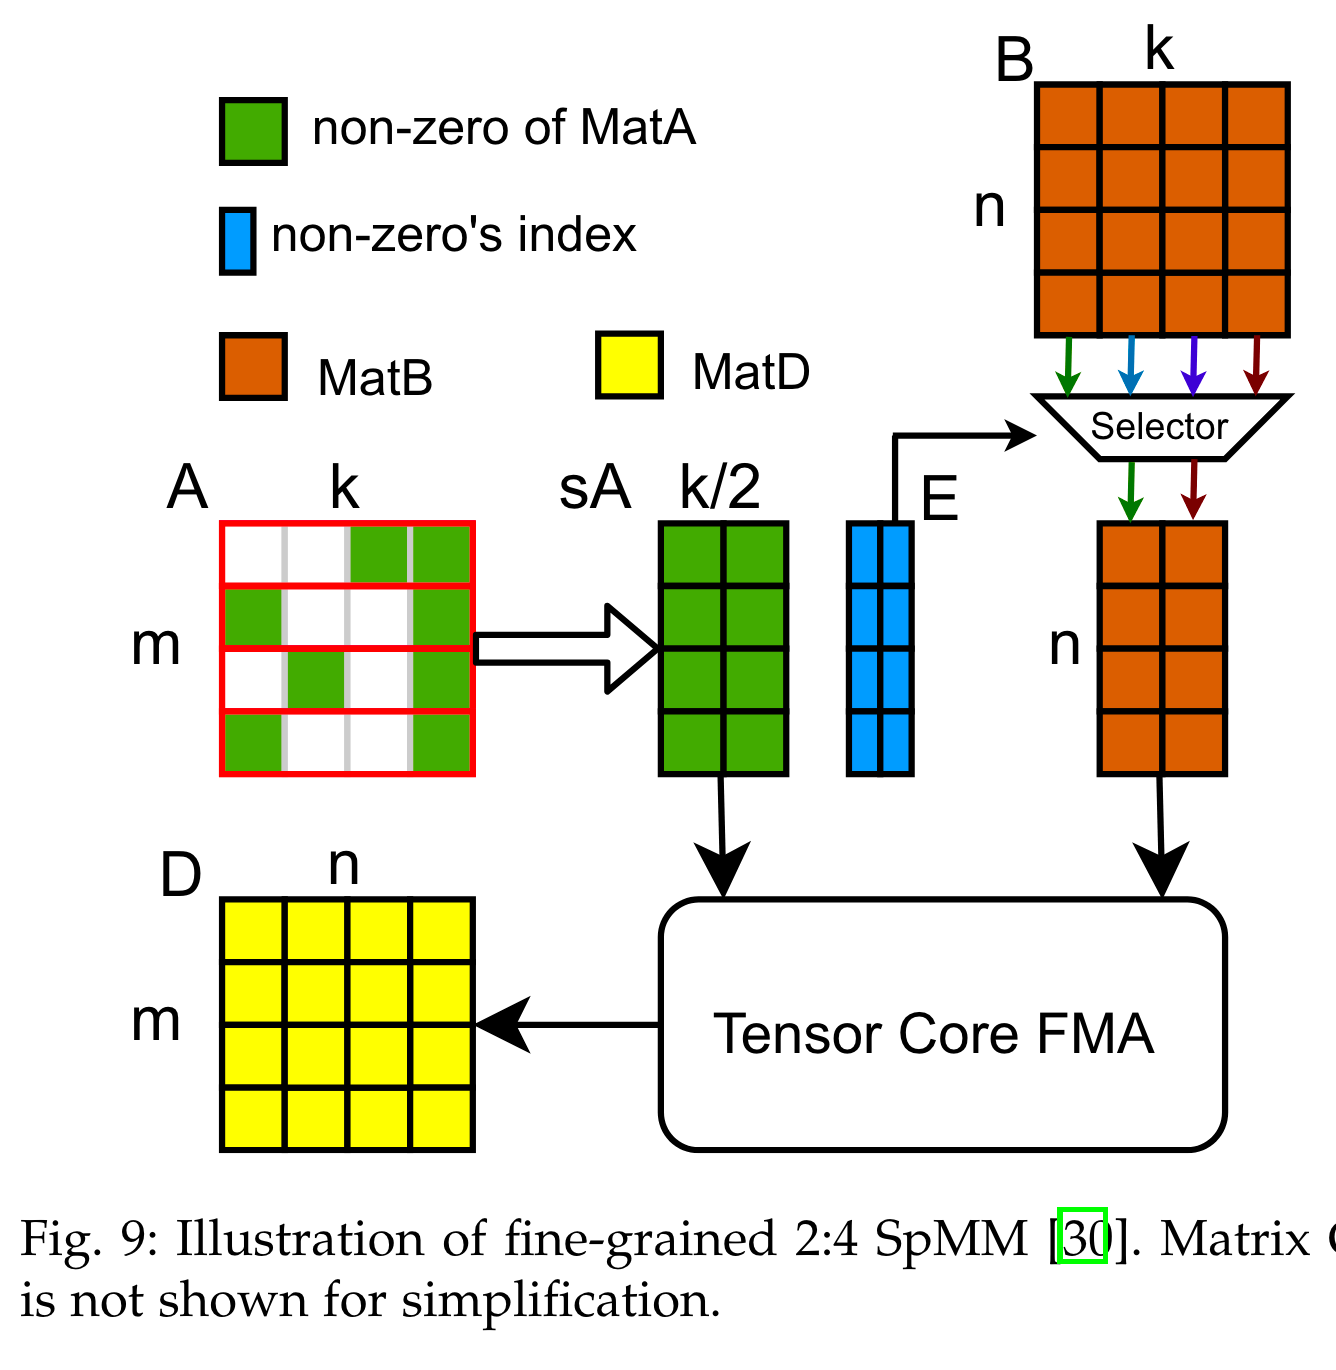 B k
non-zero of MatA
n
non-zero's index
MatB
MatD
Selector
A k
sA k/2
E
m
n
D n
m
Tensor Core FMA
Fig. 9: Illustration of fine-grained 2:4 SpMM [30]. Matrix
is not shown for simplification.